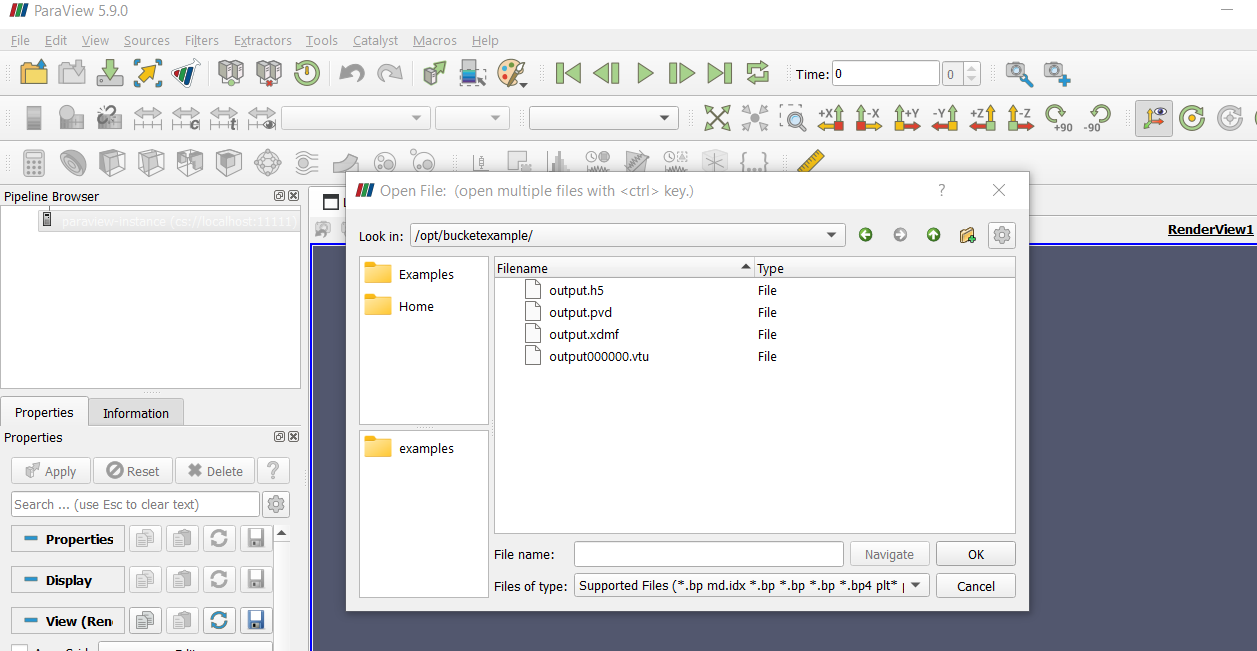 ParaView 5.9.0
File Edit View Sources Filters Extractors Tools Catalyst Macros Help
Time: 0 0
+X -X +Y -Y +Z -Z +90 -90
Pipeline Browser
paraview-instance (cs://localhost:11111)
Open File: (open multiple files with <ctrl> key.)
RenderView1
Look in: /opt/bucketexample/
Examples
Home
examples
Filename Type
output.h5 File
output.pvd File
output.xdmf File
output000000.vtu File
File name: Navigate OK
Files of type: Supported Files (*.bp md.idx *.bp *.bp *.bp *.bp4 plt* Cancel
Properties Information
Properties
Apply Reset Delete ?
Search ... (use Esc to clear text)
Properties
Display
View (Ren